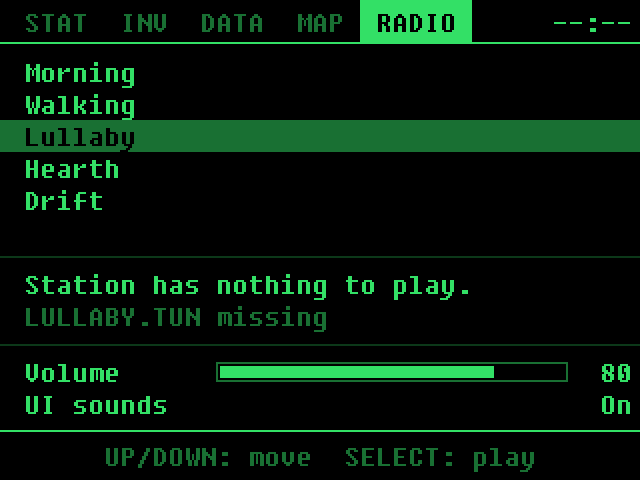 STAT INV DATA MAP RADIO --:--
Morning
Walking
Lullaby
Hearth
Drift
Station has nothing to play.
LULLABY.TUN missing
Volume 80
UI sounds On
UP/DOWN: move SELECT: play